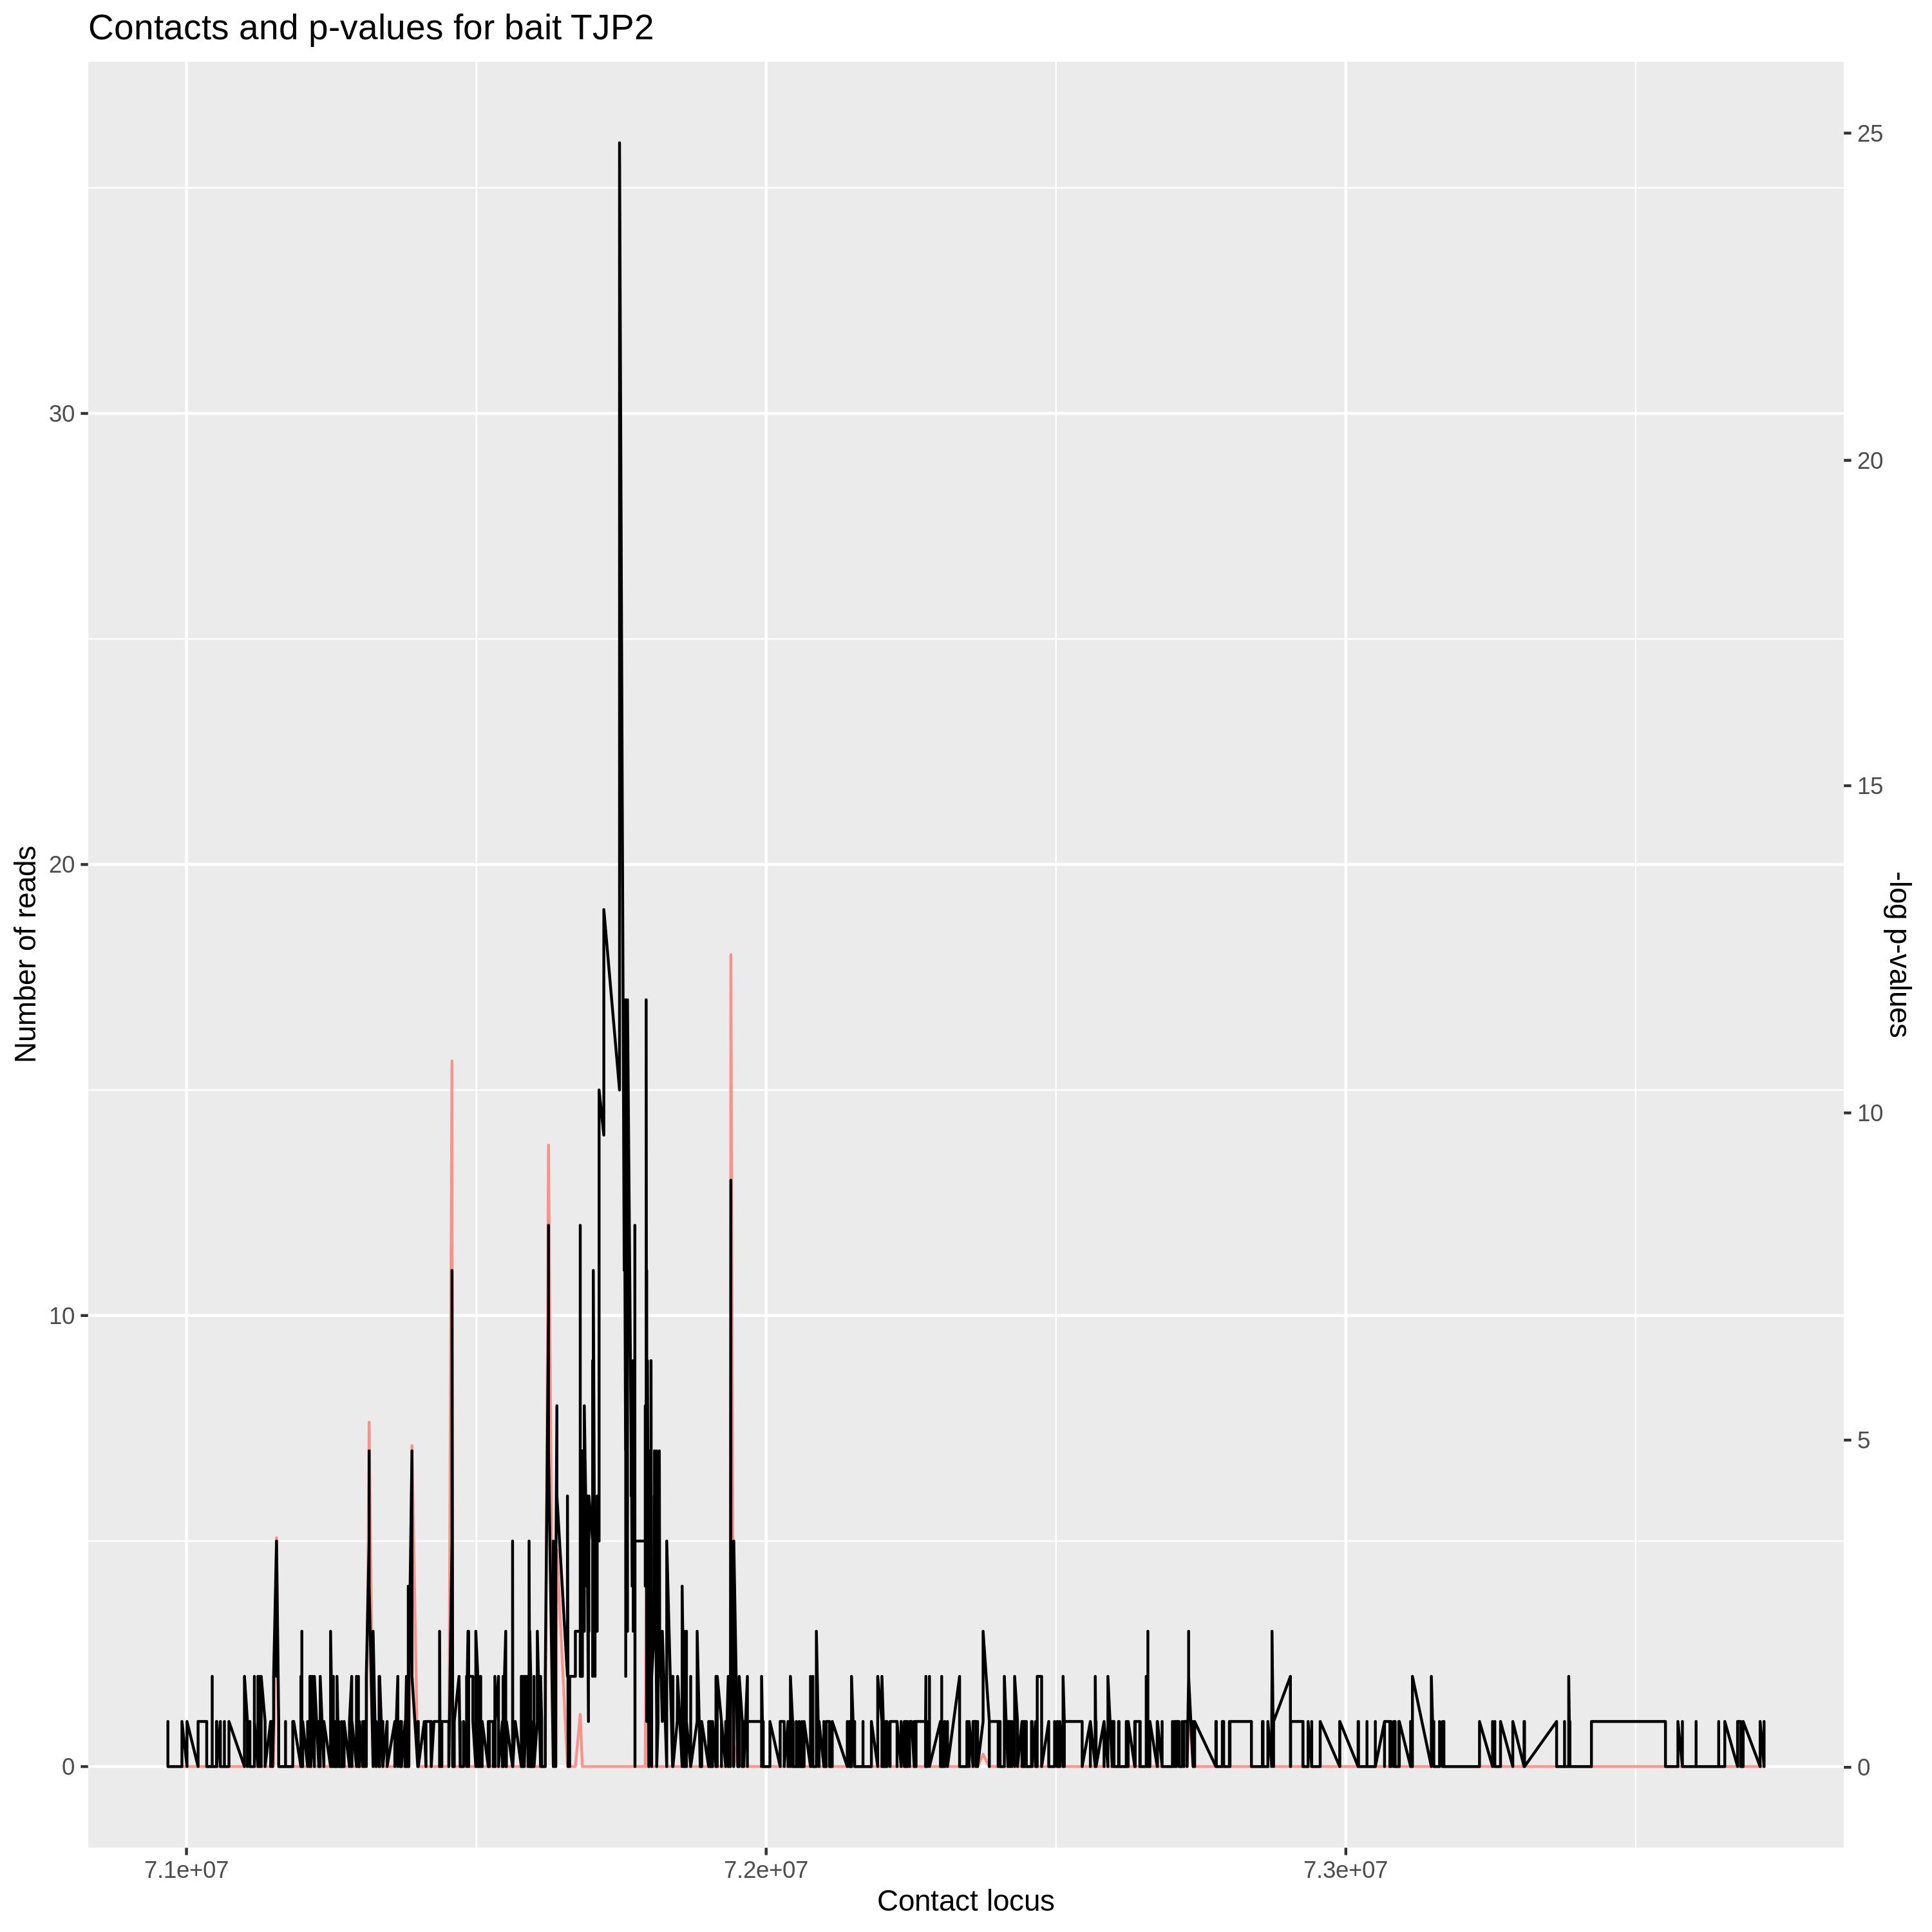 Contacts and p-values for bait TJP2
Number of reads
30
20
10
0
25
20
15
10
5
0
-log p-values
7.1e+07
7.2e+07
7.3e+07
Contact locus